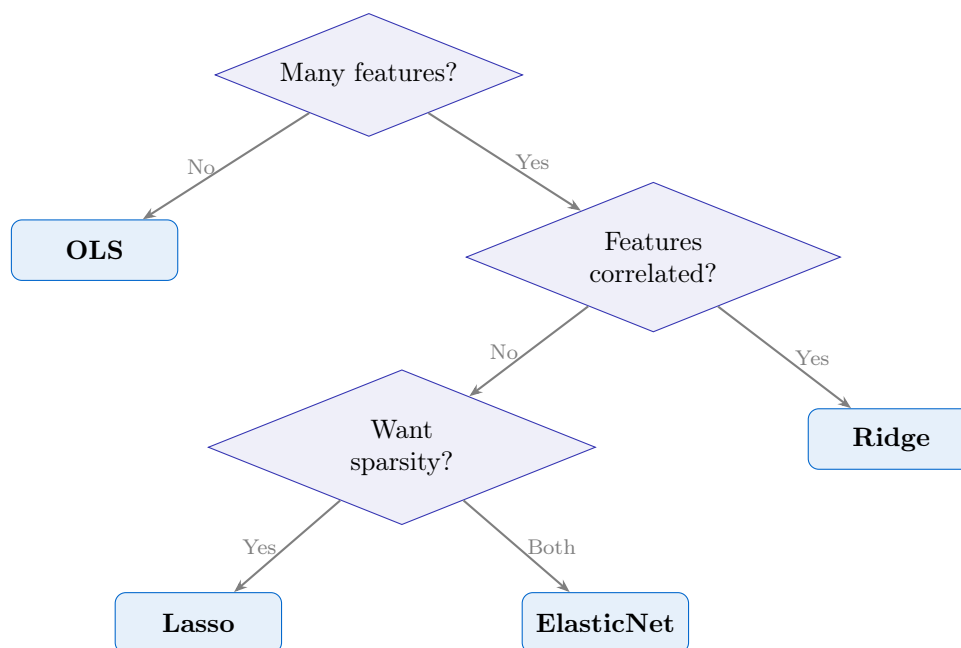 Many features?
No
Yes
OLS
Features
correlated?
No
Yes
Want
sparsity?
Ridge
Yes
Both
Lasso
ElasticNet